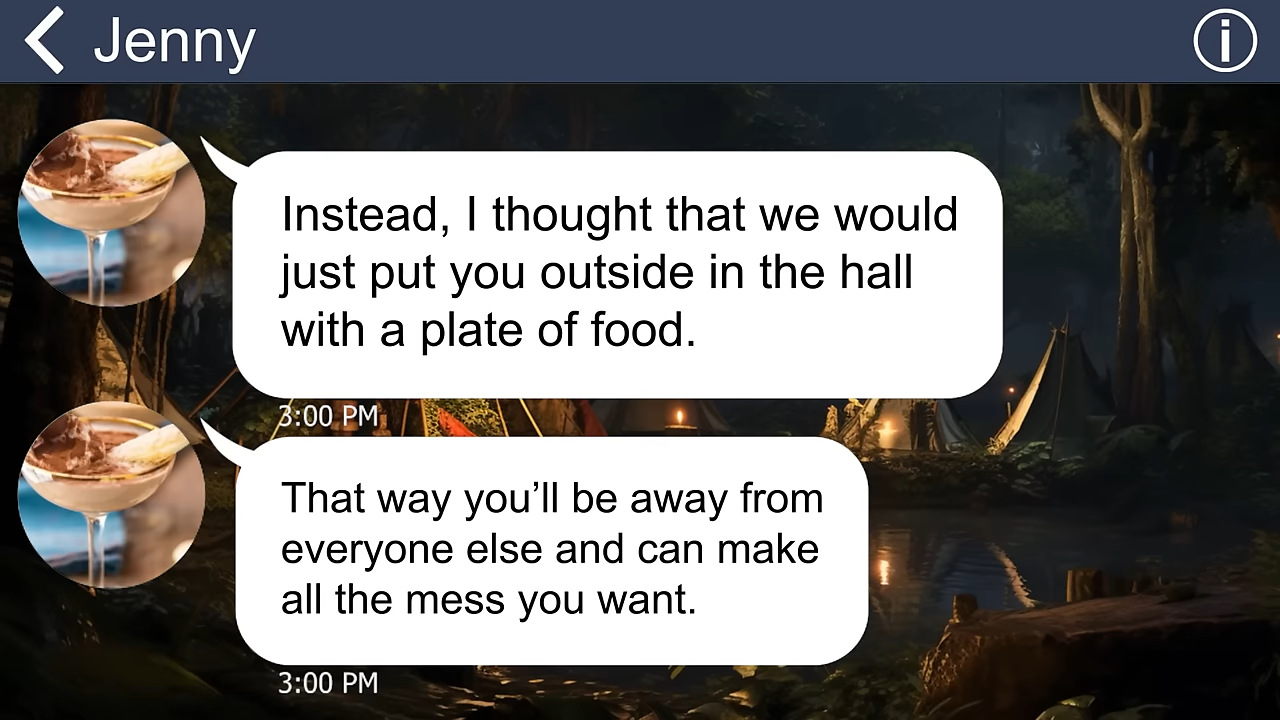 Jenny
Instead, I thought that we would
just put you outside in the hall
with a plate of food.
3:00 PM
That way you’ll be away from
everyone else and can make
all the mess you want.
3:00 PM